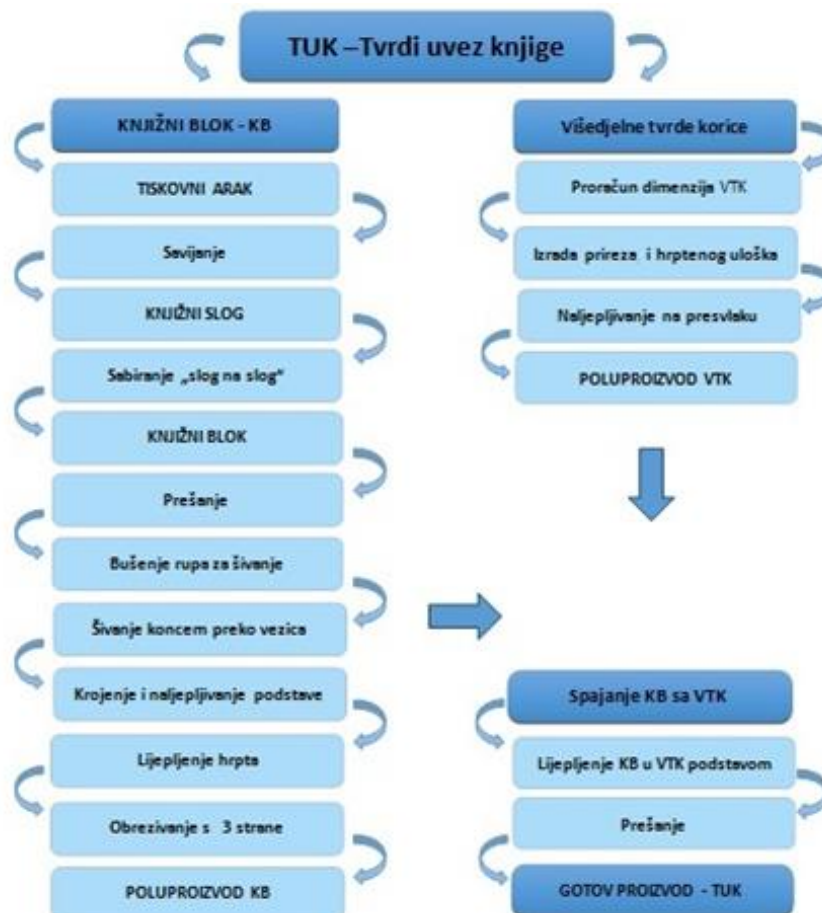 TUK –Tvrdi uvez knjige
KNJIŽNI BLOK - KB
TISKOVNI ARAK
Savijanje
KNJIŽNI SLOG
Sabiranje „slog na slog“
KNJIŽNI BLOK
Prešanje
Bušenje rupa za šivanje
Šivanje koncem preko vezica
Krojenje i naljepljivanje podstave
Lijepljenje hrpta
Obrezivanje s 3 strane
POLUPROIZVOD KB
Višedjelne tvrde korice
Proračun dimenzija VTK
Izrada prireza i hrptenog uloška
Naljepljivanje na presvlaku
POLUPROIZVOD VTK
Spajanje KB sa VTK
Lijepljenje KB u VTK podstavom
Prešanje
GOTOV PROIZVOD - TUK